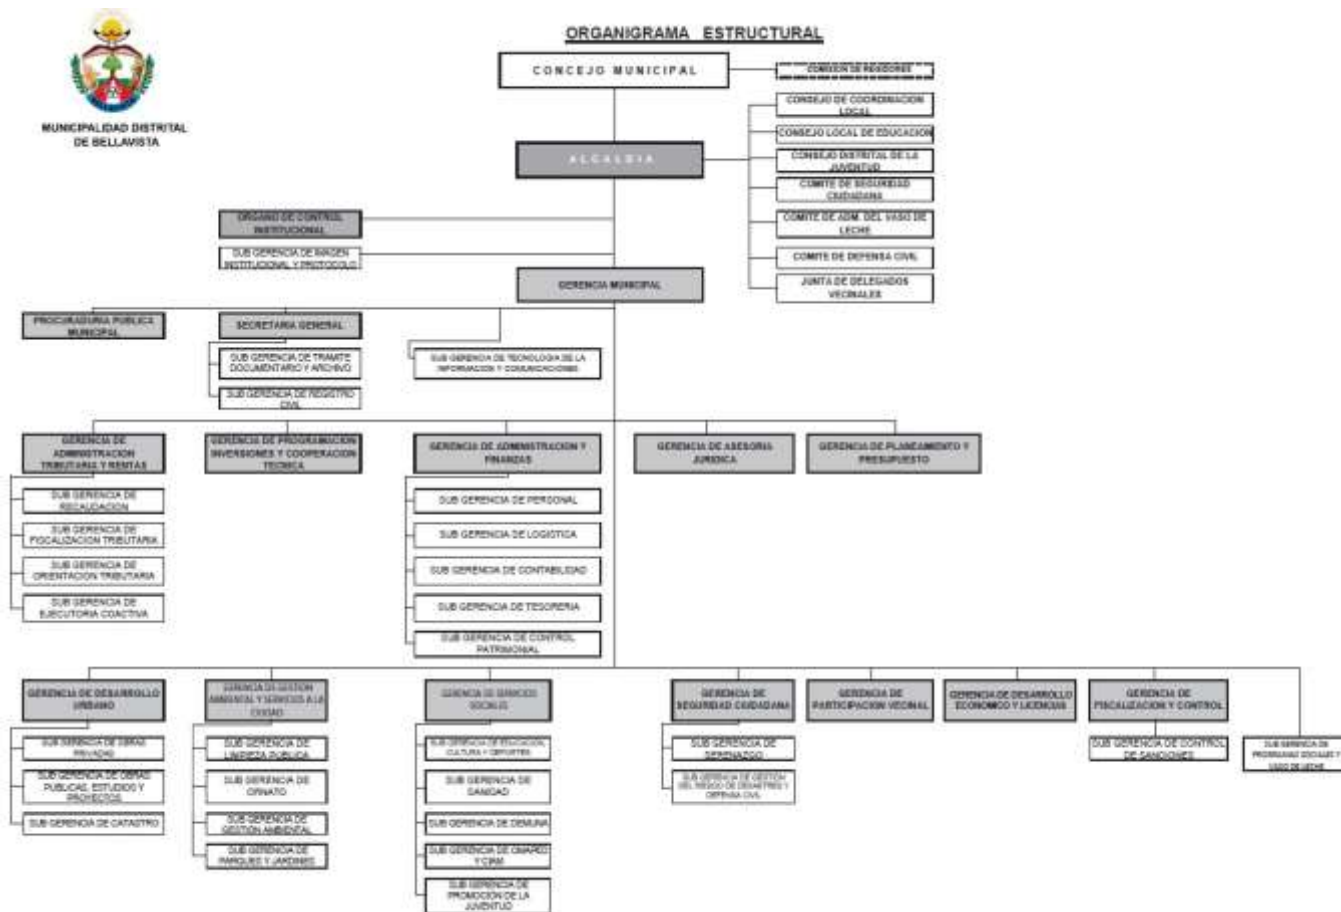 ORGANIGRAMA ESTRUCTURAL
CONCEJO MUNICIPAL
COMISION DE REGIDORES
MUNICIPALIDAD DISTRITAL
DE BELLAVISTA
CONSEJO DE COORDINACION
LOCAL
CONSEJO LOCAL DE EDUCACION
ALCALDIA
CONSEJO DISTRITAL DE LA
JUVENTUD
COMITE DE SEGURIDAD
CIUDADANA
COMITE DE ADM. DEL VASO DE
LECHE
COMITE DE DEFENSA CIVIL
JUNTA DE DELEGADOS
VECINALES
ORGANO DE CONTROL
INSTITUCIONAL
SUB GERENCIA DE IMAGEN
INSTITUCIONAL Y PROTOCOLO
GERENCIA MUNICIPAL
PROCURADURIA PUBLICA
MUNICIPAL
SECRETARIA GENERAL
SUB GERENCIA DE TRAMITE
DOCUMENTARIO Y ARCHIVO
SUB GERENCIA DE REGISTRO
CIVIL
SUB GERENCIA DE TECNOLOGIA DE LA
INFORMACION Y COMUNICACIONES
GERENCIA DE
ADMINISTRACION
TRIBUTARIA Y RENTAS
GERENCIA DE PROGRAMACION
INVERSIONES Y COOPERACION
TECNICA
GERENCIA DE ADMINISTRACION Y
FINANZAS
GERENCIA DE ASESORIA
JURIDICA
GERENCIA DE PLANEAMIENTO Y
PRESUPUESTO
SUB GERENCIA DE
RECAUDACION
SUB GERENCIA DE
FISCALIZACION TRIBUTARIA
SUB GERENCIA DE
ORIENTACION TRIBUTARIA
SUB GERENCIA DE
EJECUTORIA COACTIVA
SUB GERENCIA DE PERSONAL
SUB GERENCIA DE LOGISTICA
SUB GERENCIA DE CONTABILIDAD
SUB GERENCIA DE TESORERIA
SUB GERENCIA DE CONTROL
PATRIMONIAL
GERENCIA DE DESARROLLO
URBANO
SUB GERENCIA DE OBRAS
PRIVADAS
SUB GERENCIA DE OBRAS
PUBLICAS, ESTUDIOS Y
PROYECTOS
SUB GERENCIA DE CATASTRO
GERENCIA DE GESTION
AMBIENTAL Y SERVICIOS A LA
CIUDAD
SUB GERENCIA DE
LIMPIEZA PUBLICA
SUB GERENCIA DE
ORNATO
SUB GERENCIA DE
GESTION AMBIENTAL
SUB GERENCIA DE
PARQUES Y JARDINES
GERENCIA DE SERVICIOS
SOCIALES
SUB GERENCIA DE EDUCACION,
CULTURA Y DEPORTES
SUB GERENCIA DE
SANIDAD
SUB GERENCIA DE DEMUNA
SUB GERENCIA DE OMAPED
Y CIAM
SUB GERENCIA DE
PROMOCIÓN DE LA
JUVENTUD
GERENCIA DE
SEGURIDAD CIUDADANA
SUB GERENCIA DE
SERENAZGO
SUB GERENCIA DE GESTION
DEL RIESGO DE DESASTRES Y
DEFENSA CIVIL
GERENCIA DE
PARTICIPACION VECINAL
GERENCIA DE DESARROLLO
ECONOMICO Y LICENCIAS
GERENCIA DE
FISCALIZACION Y CONTROL
SUB GERENCIA DE CONTROL
DE SANCIONES
SUB GERENCIA DE
PROGRAMAS SOCIALES Y
VASO DE LECHE